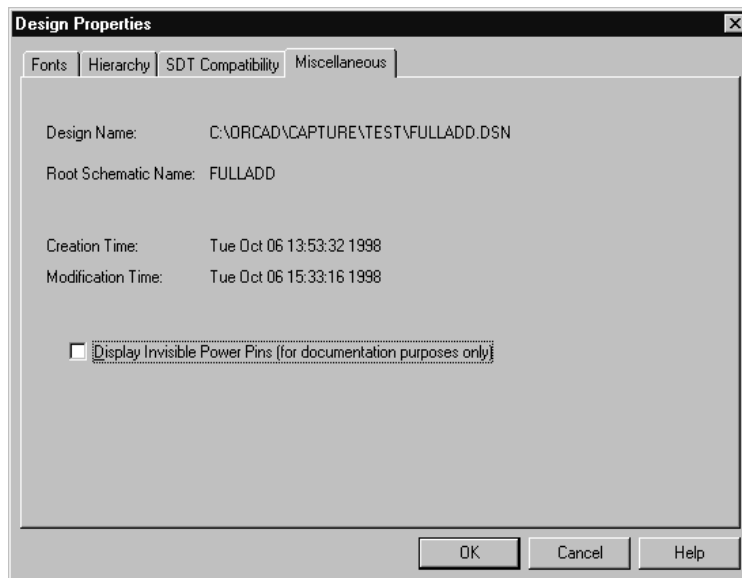 Design Properties
Fonts Hierarchy SDT Compatibility Miscellaneous
Design Name: C:\ORCAD\CAPTURE\TEST\FULLADD.DSN
Root Schematic Name: FULLADD
Creation Time: Tue Oct 06 13:53:32 1998
Modification Time: Tue Oct 06 15:33:16 1998
Display Invisible Power Pins (for documentation purposes only)
OK Cancel Help